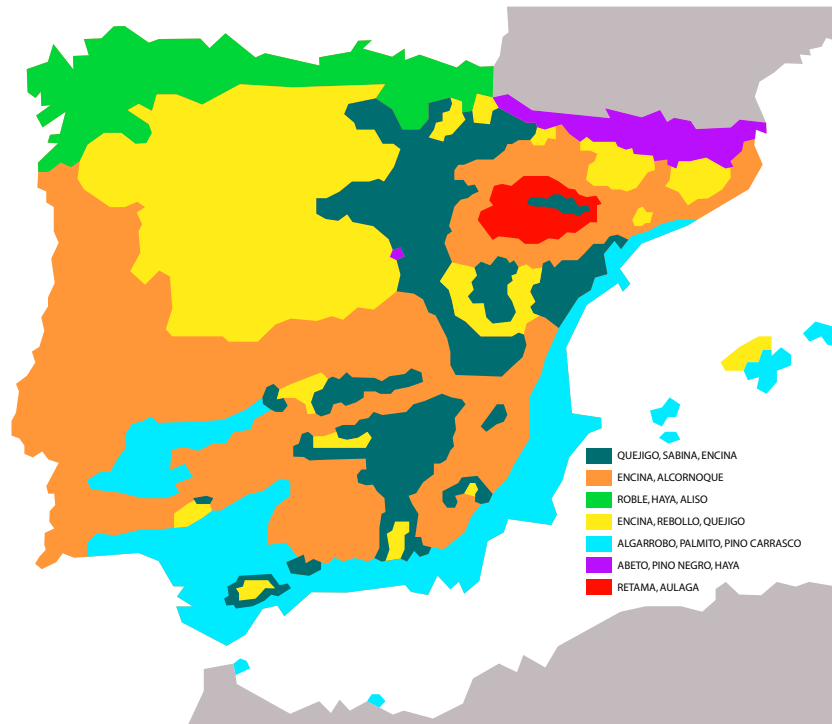 QUEJIGO, SABINA, ENCINA
ENCINA, ALCORNOQUE
ROBLE, HAYA, ALISO
ENCINA, REBOLLO, QUEJIGO
ALGARROBO, PALMITO, PINO CARRASCO
ABETO, PINO NEGRO, HAYA
RETAMA, AULAGA